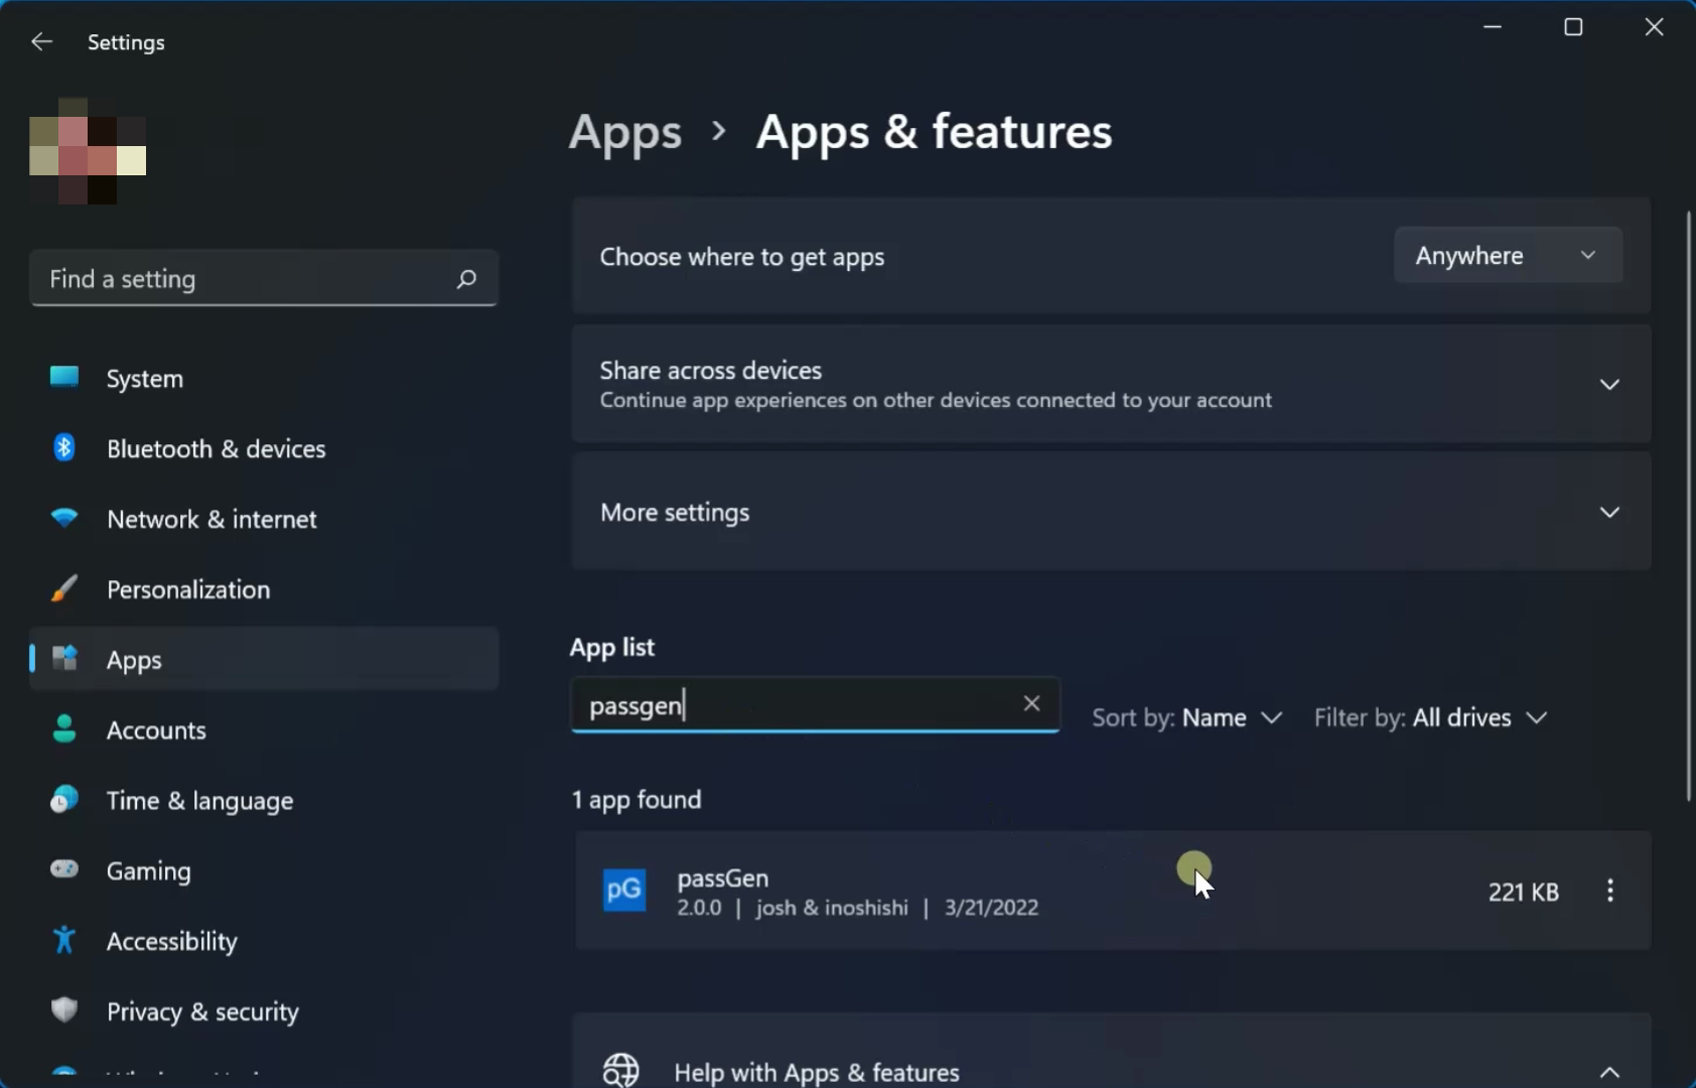 Settings
Find a setting
System
Bluetooth & devices
Network & internet
Personalization
Apps
Accounts
Time & language
Gaming
Accessibility
Privacy & security
Apps > Apps & features
Choose where to get apps
Anywhere
Share across devices
Continue app experiences on other devices connected to your account
More settings
App list
passgen
Sort by: Name
Filter by: All drives
1 app found
pG
passGen
2.0.0 | josh & inoshishi | 3/21/2022
221 KB
Help with Apps & features